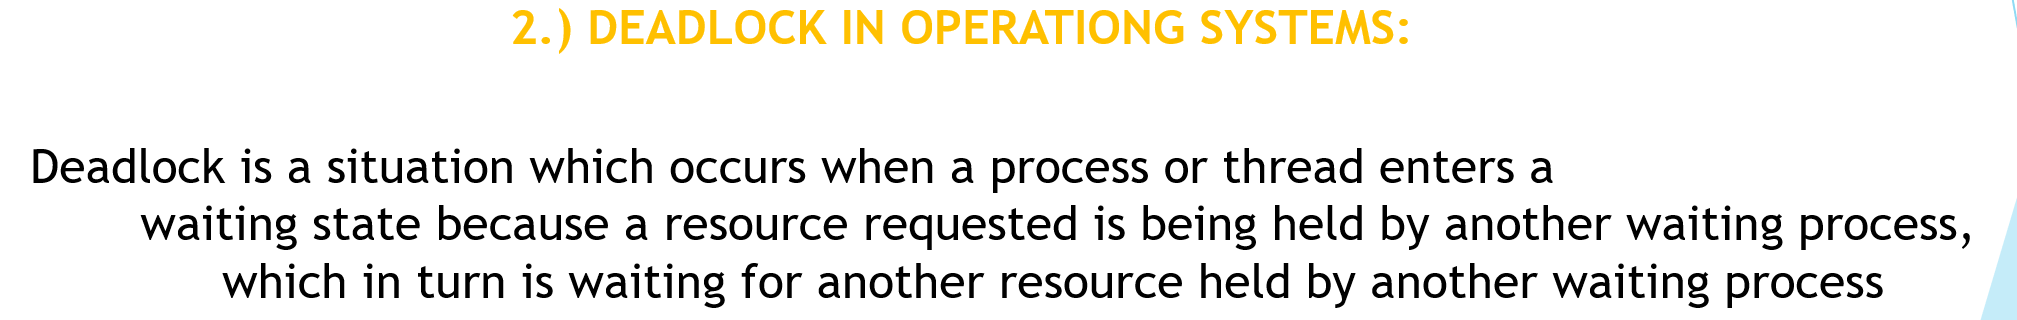 2.) DEADLOCK IN OPERATIONG SYSTEMS:
Deadlock is a situation which occurs when a process or thread enters a
waiting state because a resource requested is being held by another waiting process,
which in turn is waiting for another resource held by another waiting process